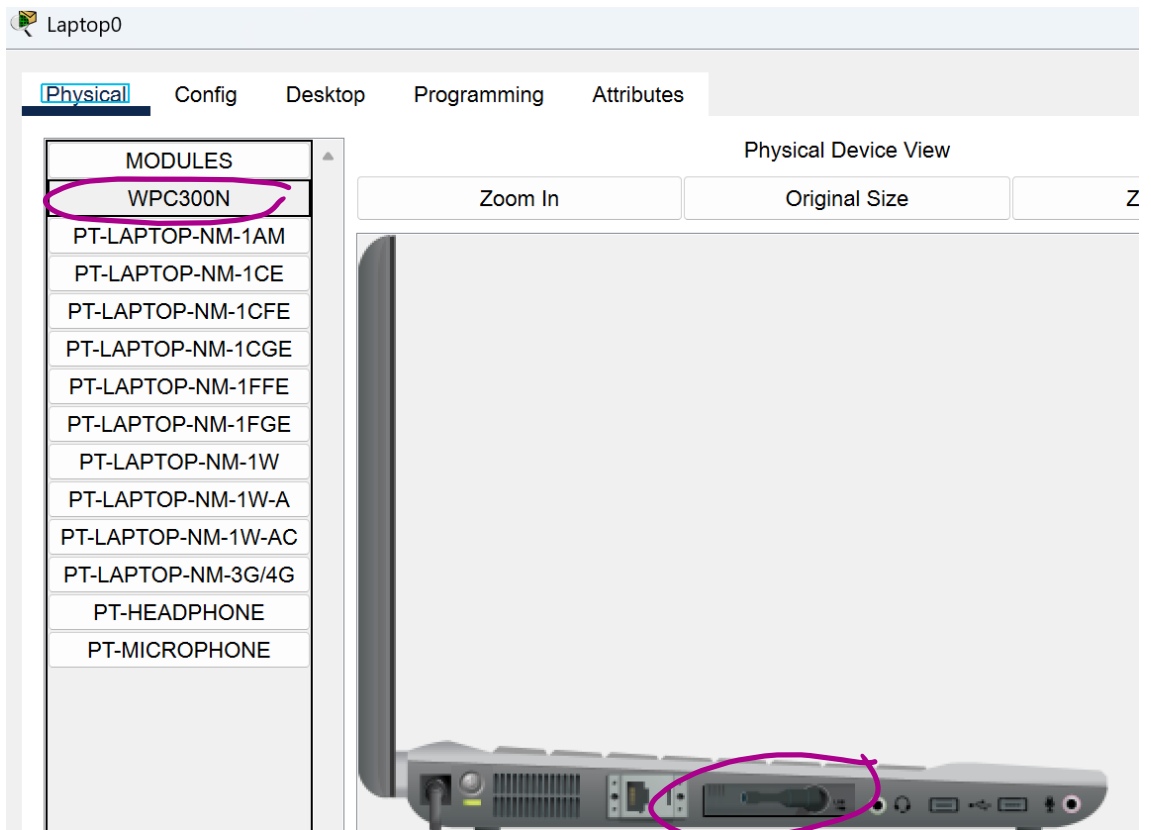 Laptop0
Physical Config Desktop Programming Attributes
MODULES
WPC300N
PT-LAPTOP-NM-1AM
PT-LAPTOP-NM-1CE
PT-LAPTOP-NM-1CFE
PT-LAPTOP-NM-1CGE
PT-LAPTOP-NM-1FFE
PT-LAPTOP-NM-1FGE
PT-LAPTOP-NM-1W
PT-LAPTOP-NM-1W-A
PT-LAPTOP-NM-1W-AC
PT-LAPTOP-NM-3G/4G
PT-HEADPHONE
PT-MICROPHONE
Physical Device View
Zoom In Original Size Z